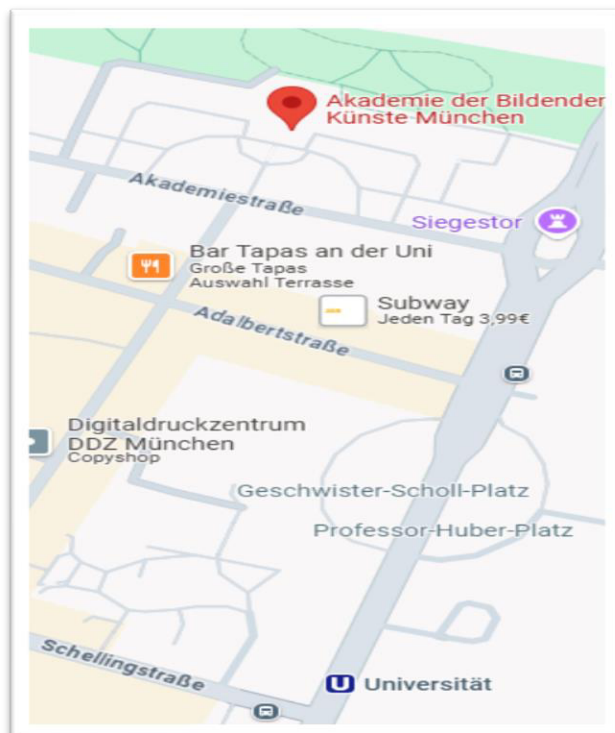 Akademie der Bildender
Künste München
Akademiestraße
Siegestor
Bar Tapas an der Uni
Große Tapas
Auswahl Terrasse
Subway
Jeden Tag 3,99€
Adalbertstraße
Digitaldruckzentrum
DDZ München
Copyshop
Geschwister-Scholl-Platz
Professor-Huber-Platz
Schellingstraße
U Universität